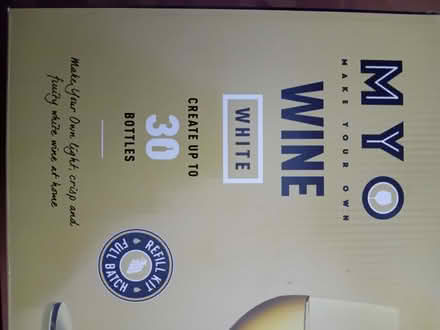 MYO
MAKE YOUR OWN
WINE
WHITE
CREATE UP TO
30
BOTTLES
Make Your Own light, crisp and
fruity white wine at home
REFILL KIT
FULL BATCH